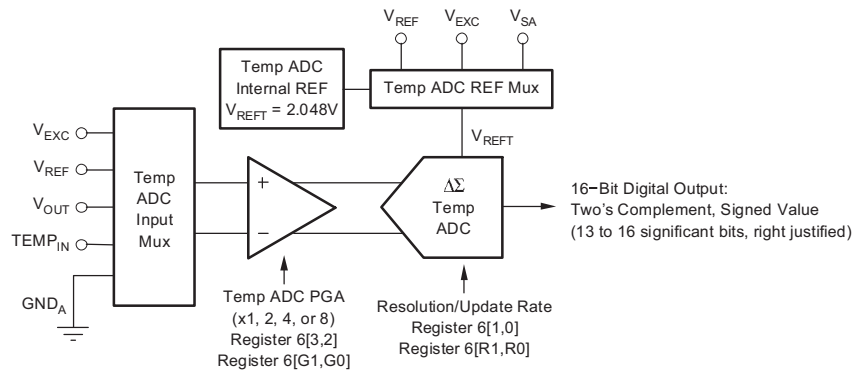 V_REF V_EXC V_SA
Temp ADC
Internal REF
V_REFT = 2.048V
Temp ADC REF Mux
V_REFT
V_EXC
V_REF
V_OUT
TEMP_IN
GND_A
Temp
ADC
Input
Mux
+
−
ΔΣ
Temp
ADC
16−Bit Digital Output:
Two's Complement, Signed Value
(13 to 16 significant bits, right justified)
Temp ADC PGA
(x1, 2, 4, or 8)
Register 6[3,2]
Register 6[G1,G0]
Resolution/Update Rate
Register 6[1,0]
Register 6[R1,R0]